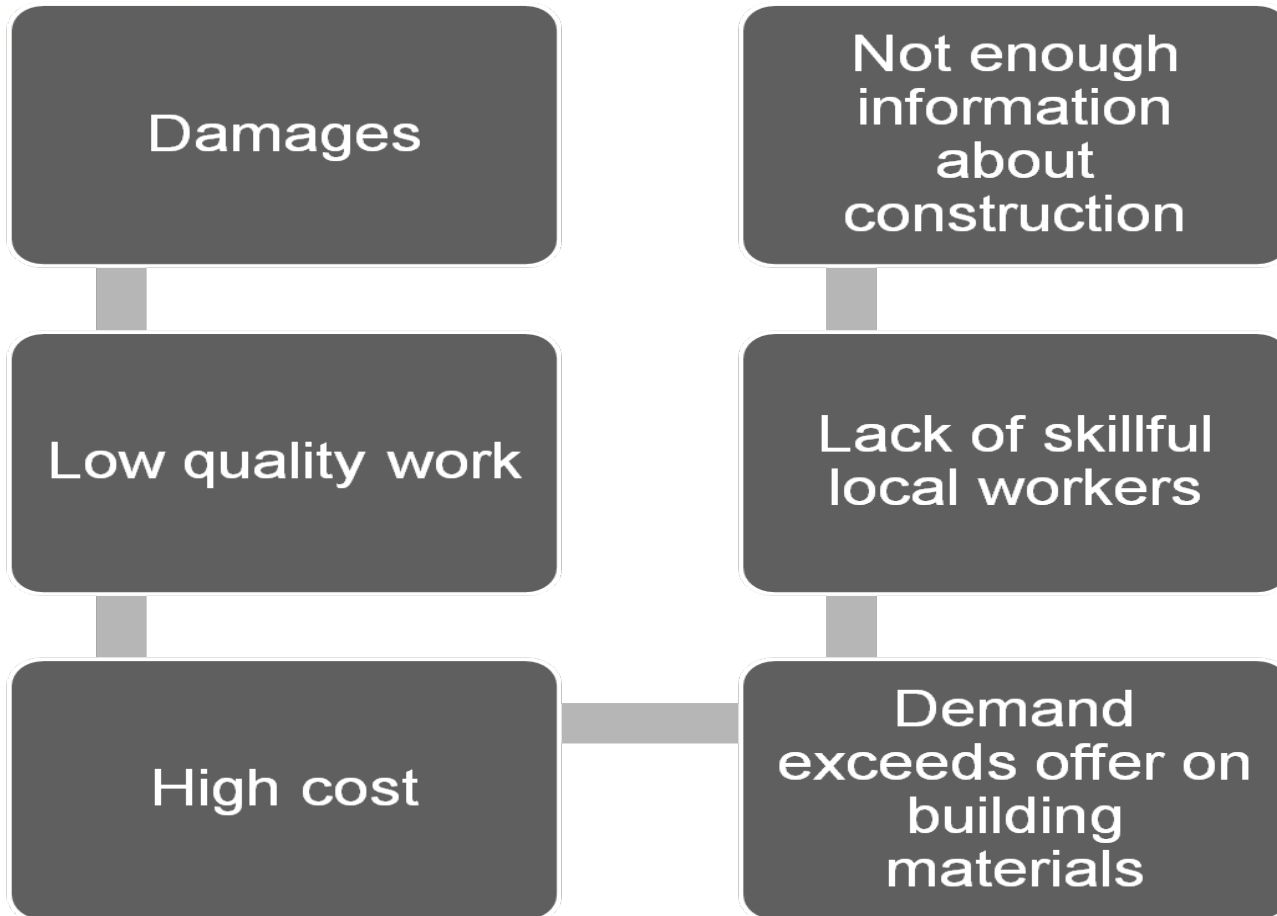 Damages
Low quality work
High cost
Demand
exceeds offer on
building
materials
Lack of skillful
local workers
Not enough
information
about
construction